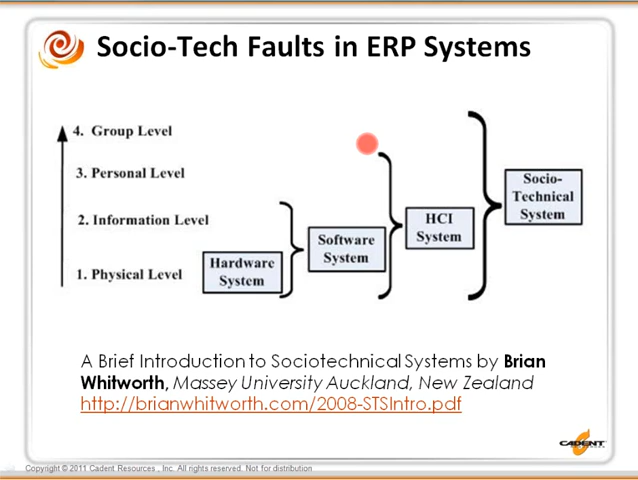 Socio-Tech Faults in ERP Systems
4. Group Level
3. Personal Level
2. Information Level
1. Physical Level
Hardware
System
Software
System
HCI
System
Socio-
Technical
System
A Brief Introduction to Sociotechnical Systems by Brian
Whitworth, Massey University Auckland, New Zealand
http://brianwhitworth.com/2008-STSIntro.pdf
CADENT
Copyright © 2011 Cadent Resources , Inc. All rights reserved. Not for distribution